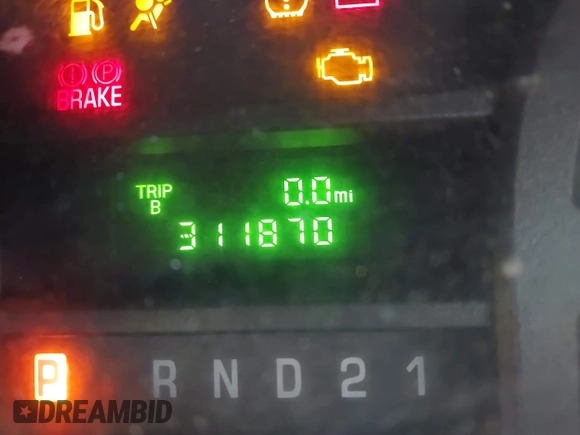 BRAKE
TRIP 0.0 mi
B
311870
P R N D 2 1
DREAMBID